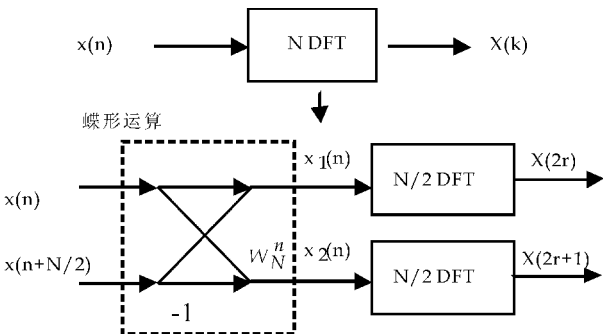 x(n) N DFT X(k)
蝶形运算
x1(n) N/2 DFT X(2r)
x(n)
x(n+N/2) W_N^n x2(n) N/2 DFT X(2r+1)
-1